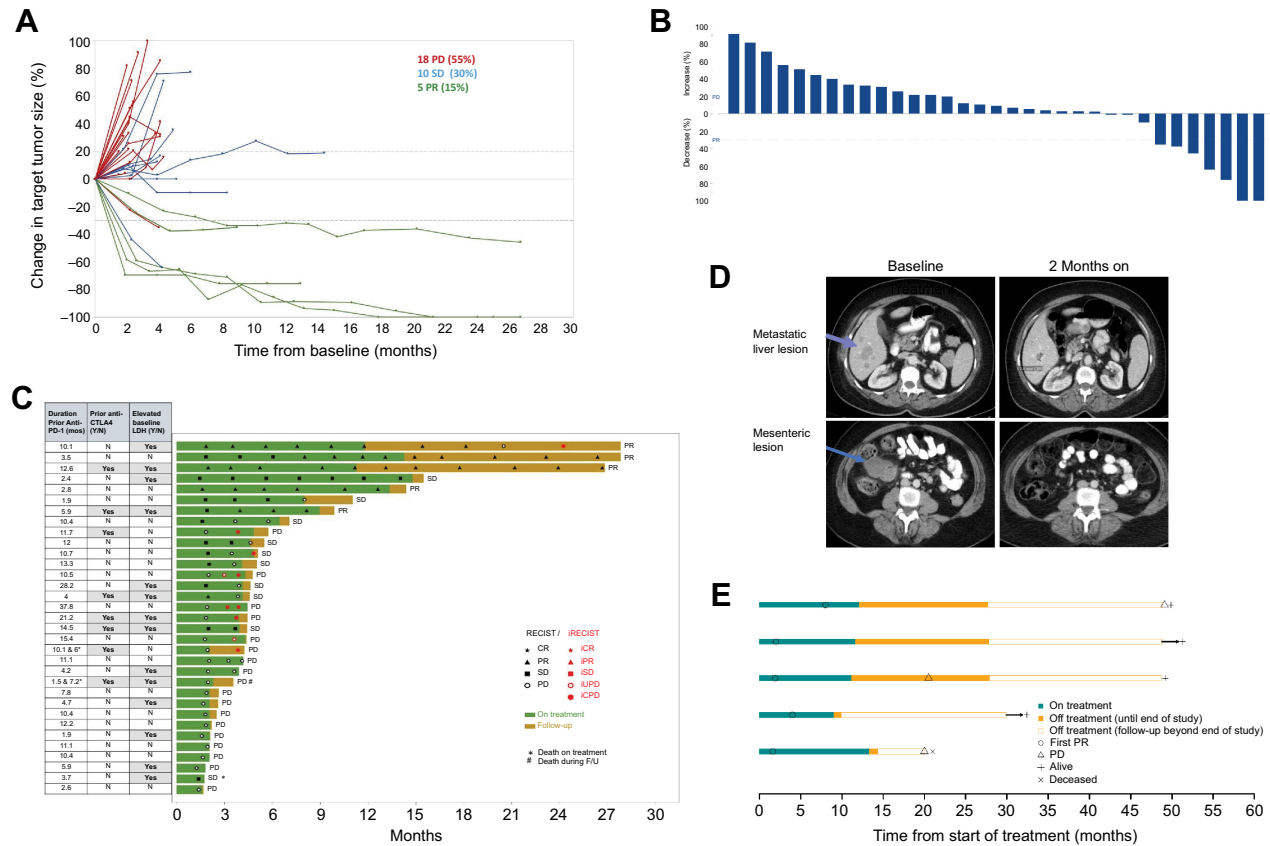 A
Change in target tumor size (%)
100
80
60
40
20
0
−20
−40
−60
−80
−100
18 PD (55%)
10 SD (30%)
5 PR (15%)
0 2 4 6 8 10 12 14 16 18 20 22 24 26 28 30
Time from baseline (months)
B
Increase (%)
Decrease (%)
100
80
60
40
20
0
20
40
60
80
100
PD
PR
C
Duration Prior Anti-PD-1 (mos) Prior anti-CTLA4 (Y/N) Elevated baseline LDH (Y/N)
10.1 N Yes PR
3.5 N N PR
12.6 Yes Yes PR
2.4 N Yes SD
2.8 N N PR
1.9 N N SD
5.9 Yes Yes PR
10.4 N N SD
11.7 Yes N PD
12 N N SD
10.7 N N SD
13.3 N N SD
10.5 N N PD
28.2 N Yes SD
4 Yes Yes SD
37.8 N N PD
21.2 Yes Yes PD
14.5 Yes Yes SD
15.4 N N PD
10.1 & 6* Yes N PD
11.1 N N PD
4.2 N Yes PD
1.5 & 7.2* Yes Yes PD #
7.8 N N PD
4.7 N Yes PD
10.4 N N PD
12.2 N N PD
1.9 N Yes PD
11.1 N N PD
10.4 N N PD
5.9 N Yes PD
3.7 N Yes SD *
2.6 N N PD
RECIST / iRECIST
CR iCR
PR iPR
SD iSD
PD iUPD
iCPD
On treatment
Follow-up
* Death on treatment
# Death during F/U
0 3 6 9 12 15 18 21 24 27 30
Months
D
Baseline
Treatment
2 Months on
Metastatic
liver lesion
Mesenteric
lesion
E
On treatment
Off treatment (until end of study)
Off treatment (follow-up beyond end of study)
First PR
PD
Alive
Deceased
0 5 10 15 20 25 30 35 40 45 50 55 60
Time from start of treatment (months)